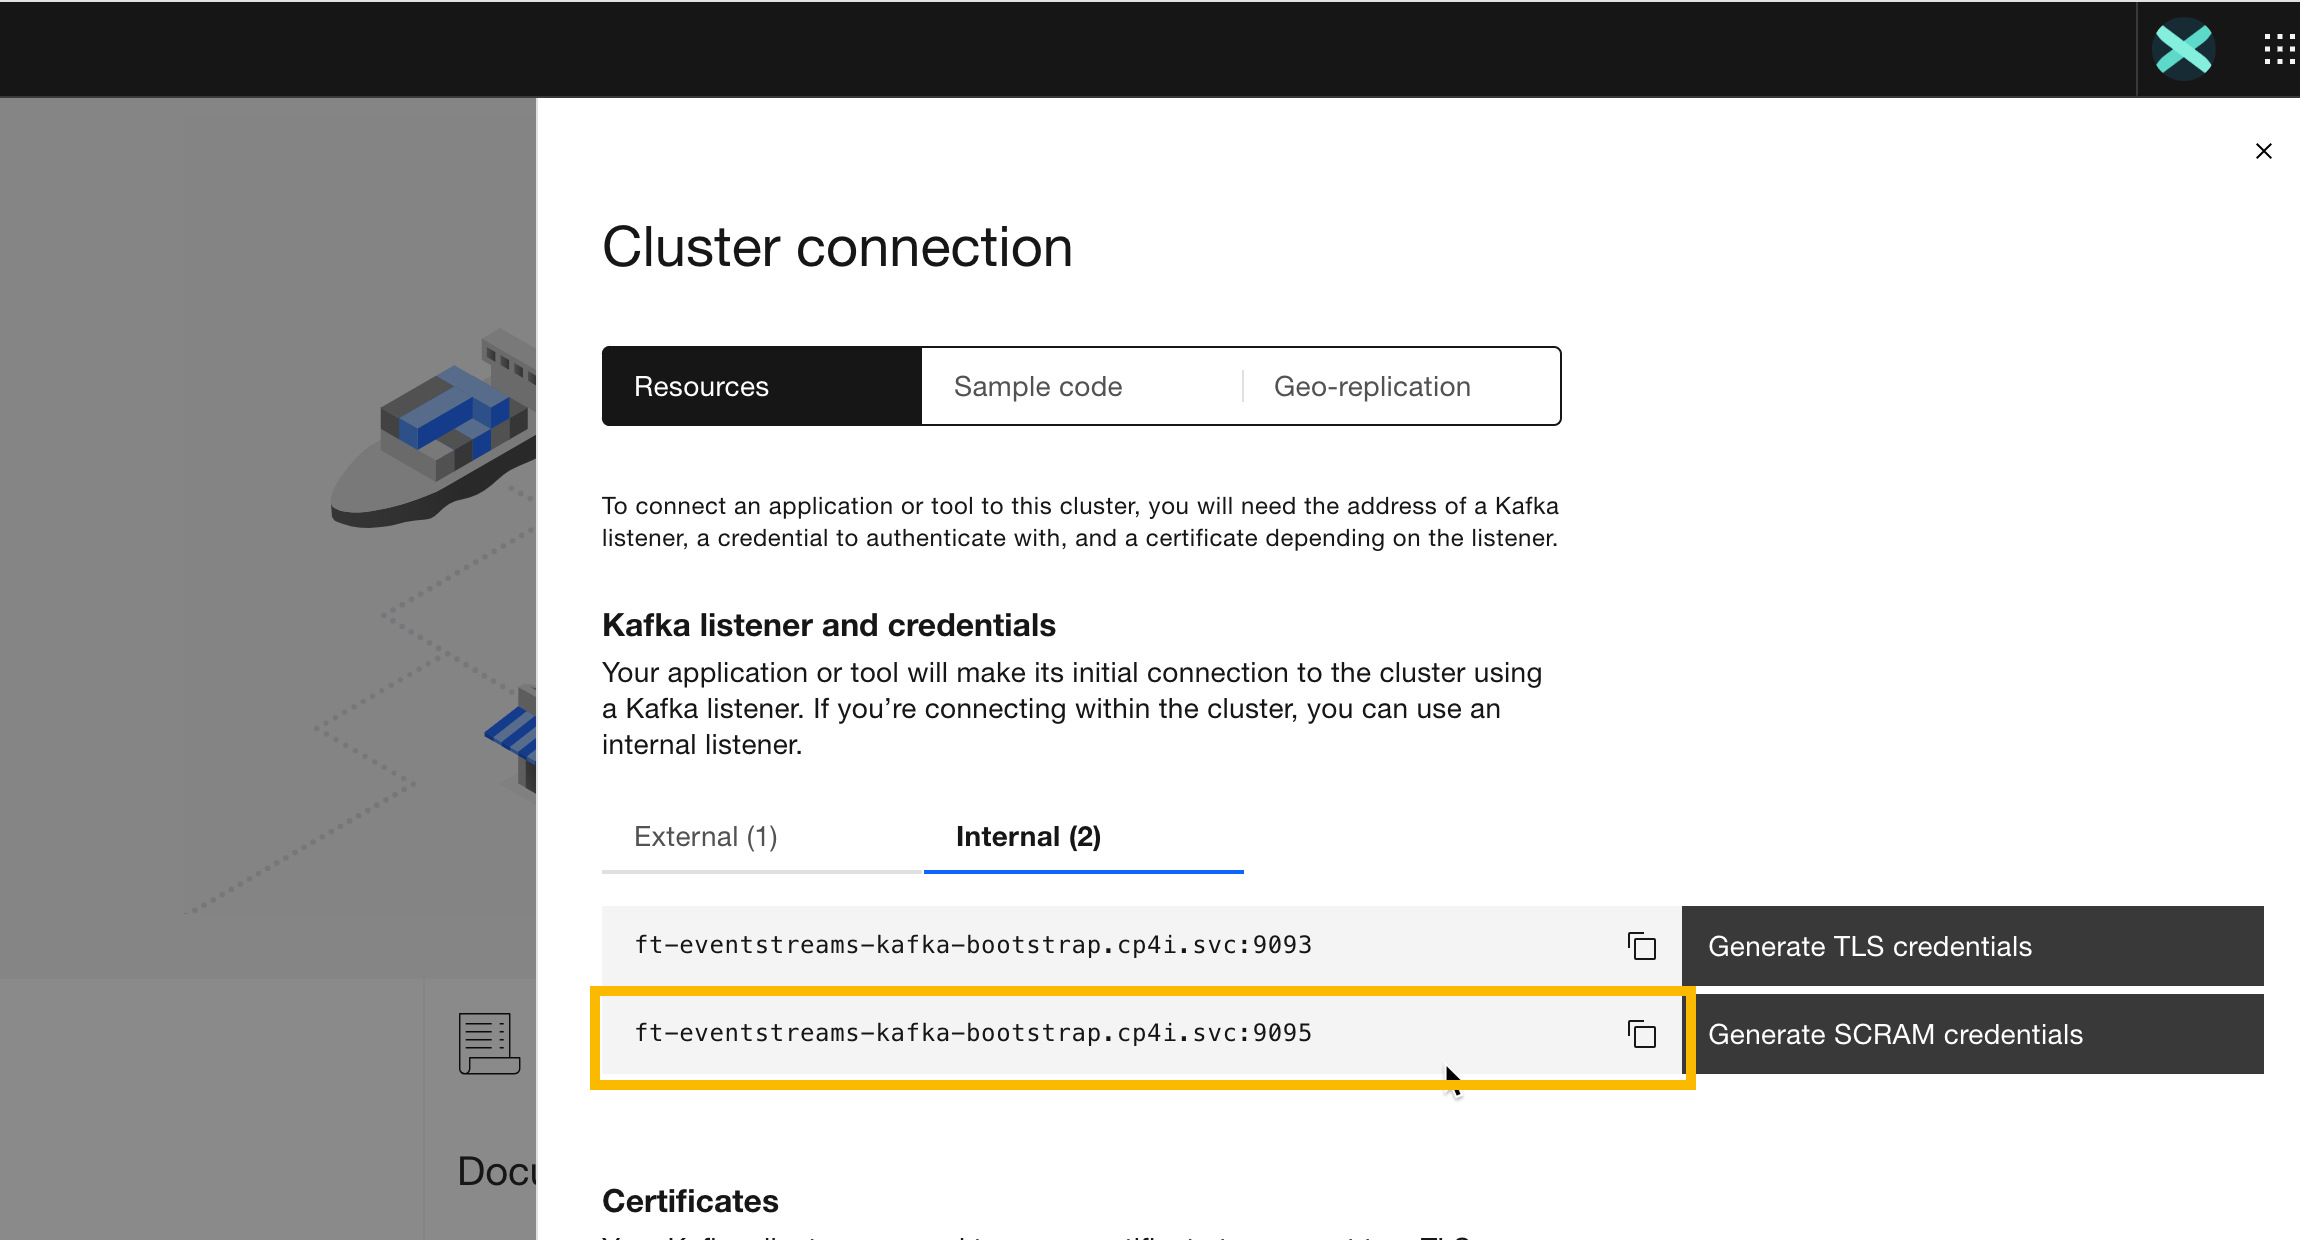 Cluster connection
Resources
Sample code
Geo-replication
To connect an application or tool to this cluster, you will need the address of a Kafka
listener, a credential to authenticate with, and a certificate depending on the listener.
Kafka listener and credentials
Your application or tool will make its initial connection to the cluster using
a Kafka listener. If you’re connecting within the cluster, you can use an
internal listener.
External (1)
Internal (2)
ft-eventstreams-kafka-bootstrap.cp4i.svc:9093
Generate TLS credentials
ft-eventstreams-kafka-bootstrap.cp4i.svc:9095
Generate SCRAM credentials
Docu
Certificates